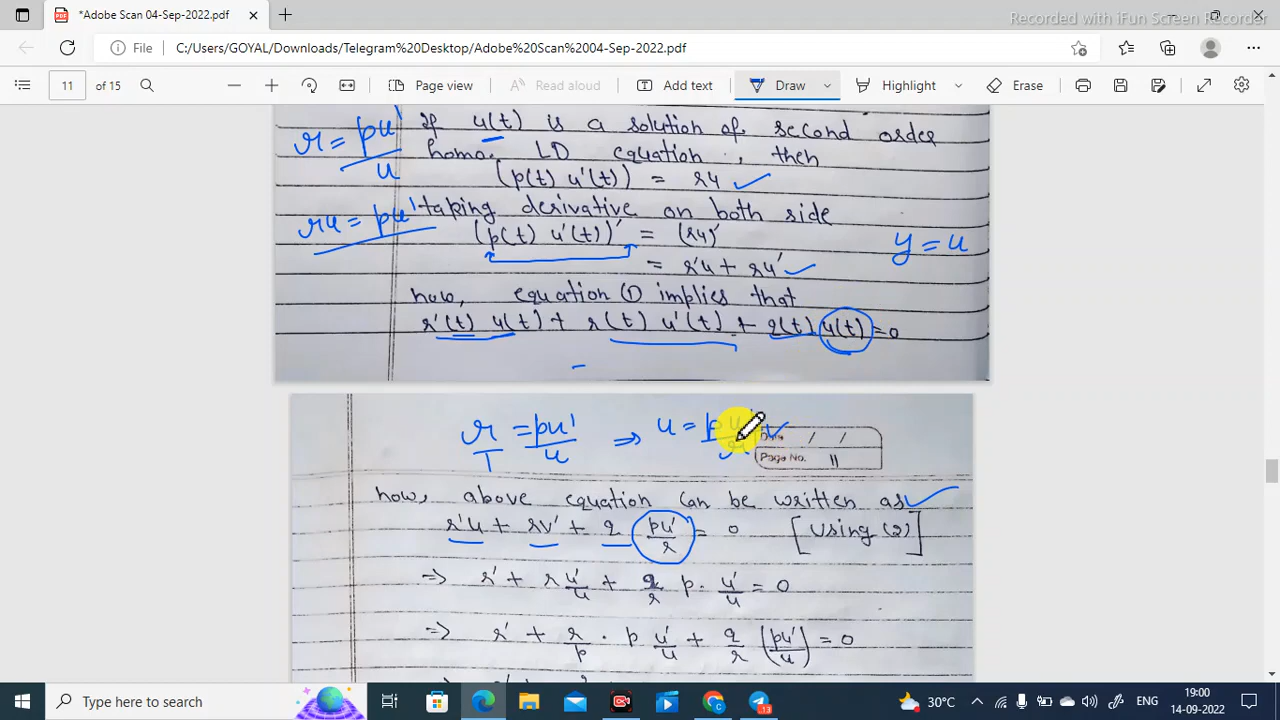 *Adobe Scan 04-Sep-2022.pdf
Recorded with iFun Screen Recorder
File C:/Users/GOYAL/Downloads/Telegram%20Desktop/Adobe%20Scan%2004-Sep-2022.pdf
11 of 15 Page view Read aloud Add text Draw Highlight Erase
r = pu'/u
If u(t) is a solution of second order
homo. LD equation, then
(p(t) u'(t)) = ru
ru = pu'
taking derivative on both side
(p(t) u'(t))' = (ru)'
y = u
= r'u + ru'
now, equation ① implies that
r'(t) u(t) + r(t) u'(t) + q(t) u(t) = 0
r/1 = pu'/u ⇒ u = pu'/r
Page No. 11
now, above equation can be written as
r'u + rv' + q pu'/r = 0 [Using (2)]
⇒ r' + r u'/u + q/r p. u'/u = 0
⇒ r' + r/p . p u'/u + q/r (pu'/u) = 0
Type here to search
13
30°C
ENG
19:00
14-09-2022